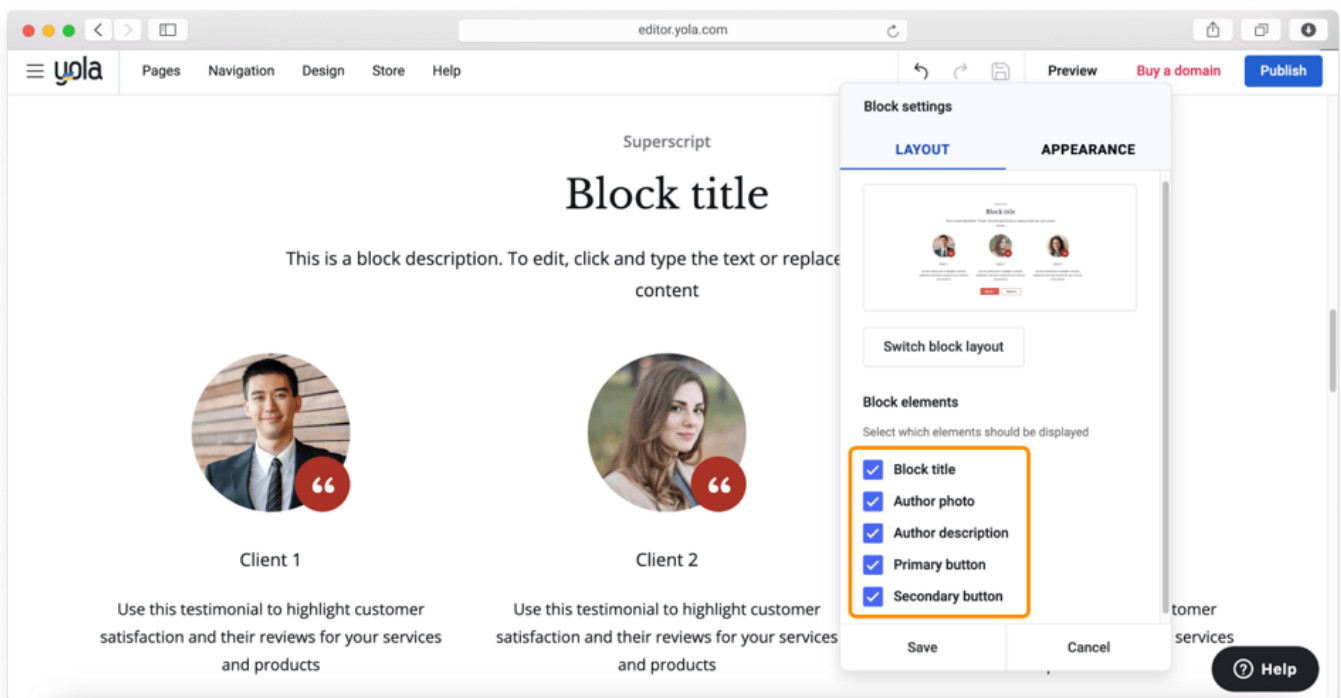 editor.yola.com
yola
Pages Navigation Design Store Help
Preview Buy a domain Publish
Superscript
Block title
This is a block description. To edit, click and type the text or replace
content
Client 1
Use this testimonial to highlight customer
satisfaction and their reviews for your services
and products
Client 2
Use this testimonial to highlight customer
satisfaction and their reviews for your services
and products
tomer
services
Block settings
LAYOUT APPEARANCE
Block title
Switch block layout
Block elements
Select which elements should be displayed
Block title
Author photo
Author description
Primary button
Secondary button
Save Cancel
Help